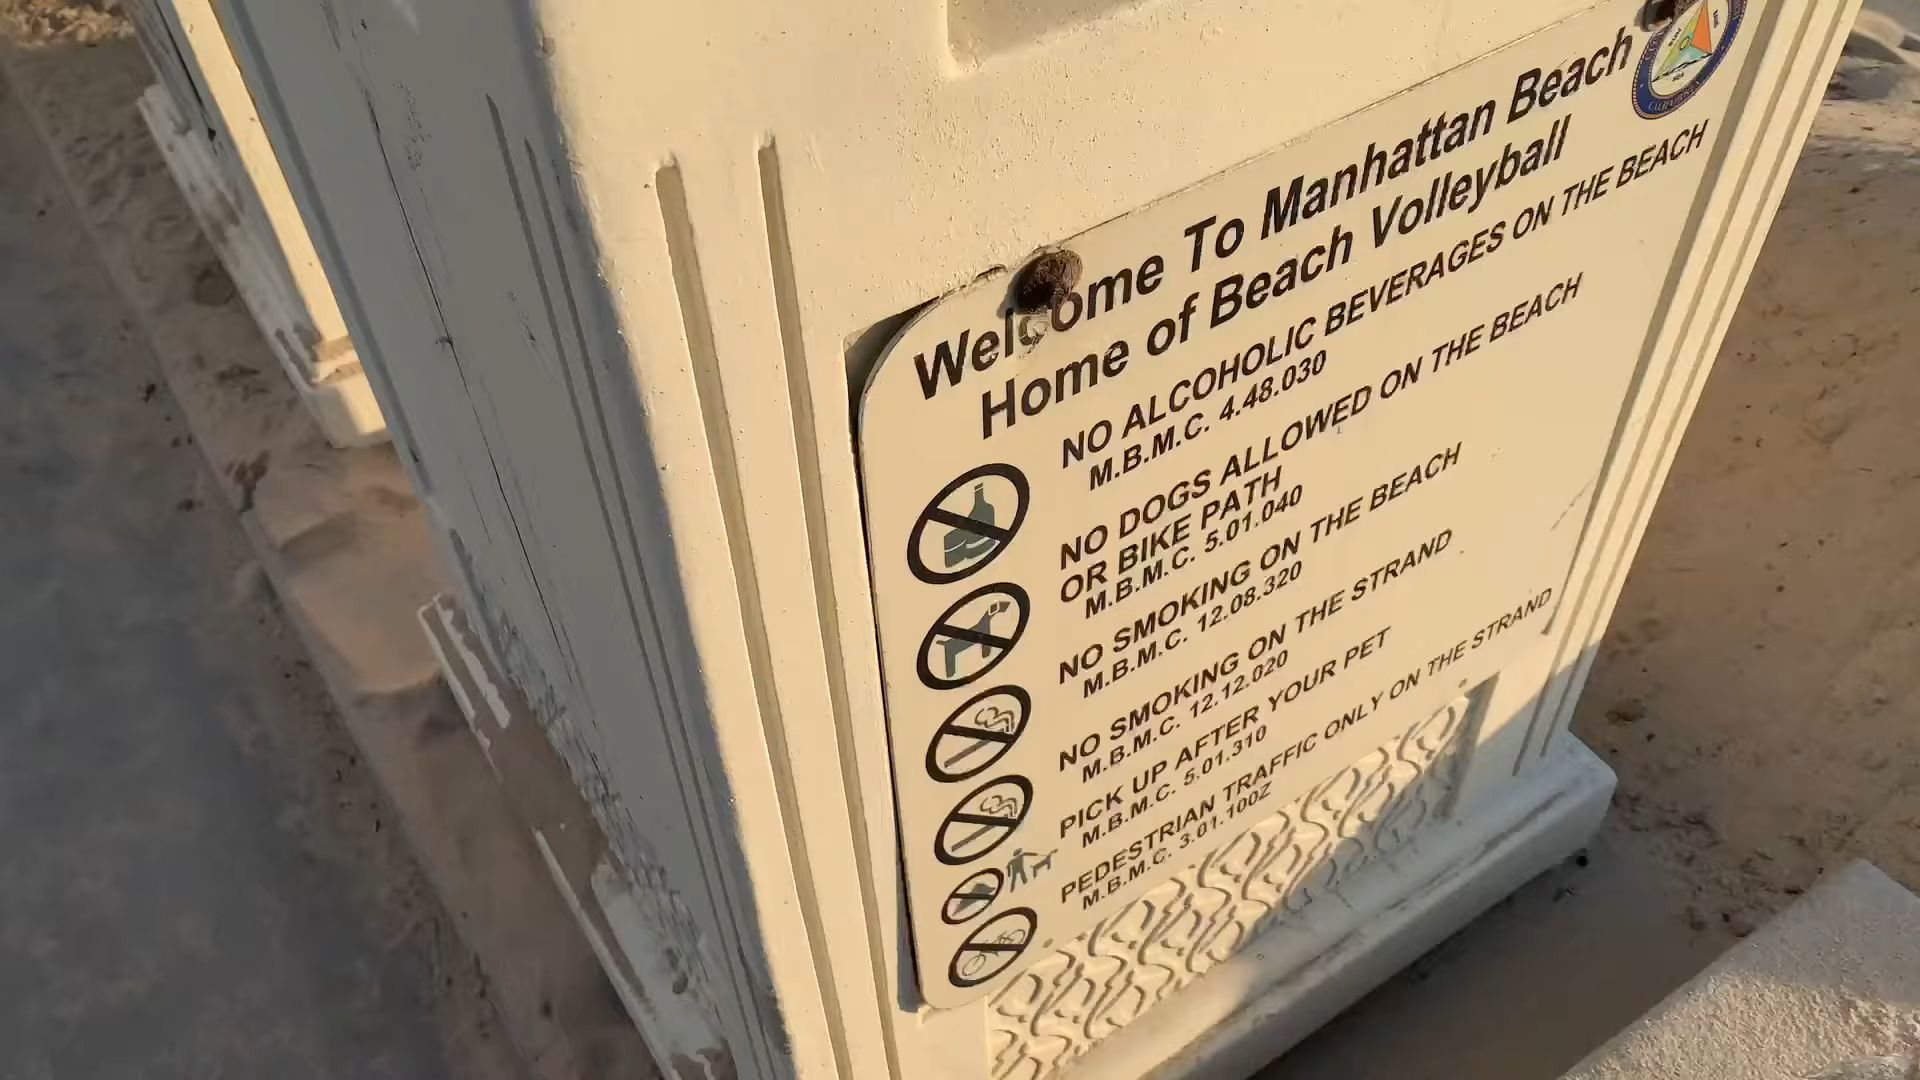 Welcome To Manhattan Beach
Home of Beach Volleyball
NO ALCOHOLIC BEVERAGES ON THE BEACH
M.B.M.C. 4.48.030
NO DOGS ALLOWED ON THE BEACH
OR BIKE PATH
M.B.M.C. 5.01.040
NO SMOKING ON THE BEACH
M.B.M.C. 12.08.320
NO SMOKING ON THE STRAND
M.B.M.C. 12.12.020
PICK UP AFTER YOUR PET
M.B.M.C. 5.01.310
PEDESTRIAN TRAFFIC ONLY ON THE STRAND
M.B.M.C. 3.01.100Z